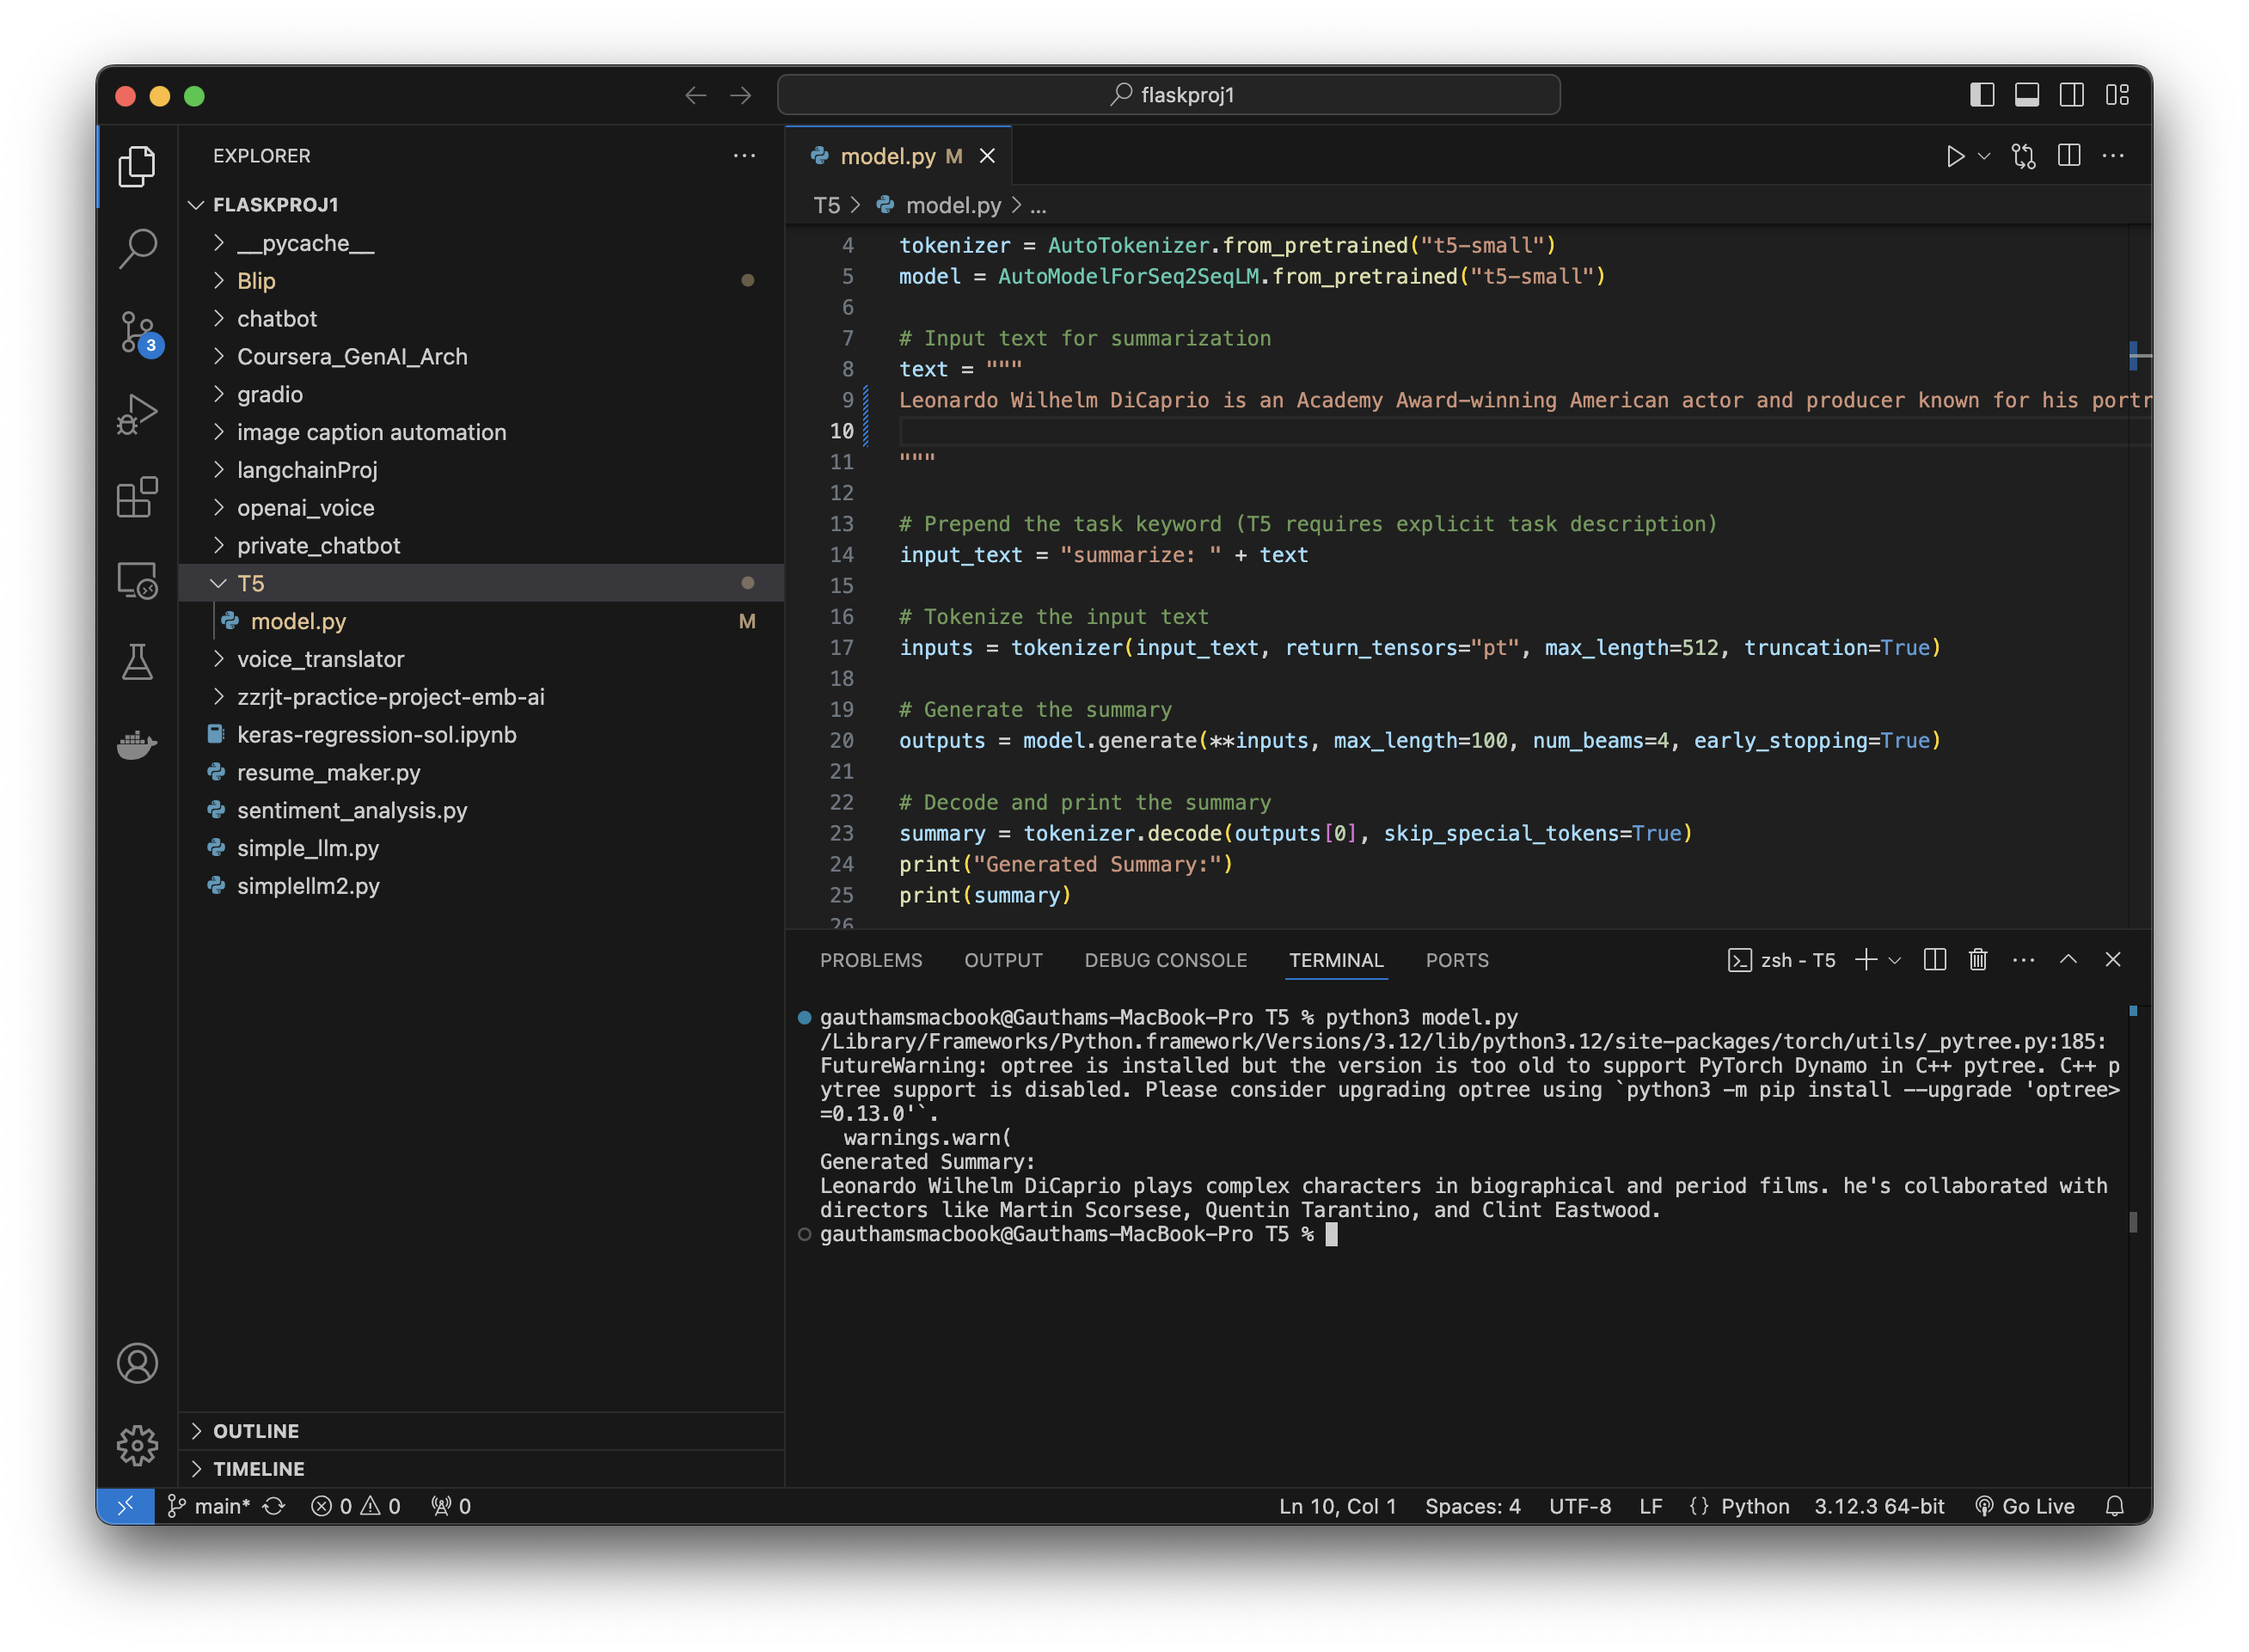 flaskproj1
EXPLORER
FLASKPROJ1
__pycache__
Blip
chatbot
Coursera_GenAI_Arch
gradio
image caption automation
langchainProj
openai_voice
private_chatbot
T5
model.py M
voice_translator
zzrjt-practice-project-emb-ai
keras-regression-sol.ipynb
resume_maker.py
sentiment_analysis.py
simple_llm.py
simplellm2.py
OUTLINE
TIMELINE
3
model.py M
T5 > model.py > ...
4 tokenizer = AutoTokenizer.from_pretrained("t5-small")
5 model = AutoModelForSeq2SeqLM.from_pretrained("t5-small")
6
7 # Input text for summarization
8 text = """
9 Leonardo Wilhelm DiCaprio is an Academy Award-winning American actor and producer known for his portr
10
11 """
12
13 # Prepend the task keyword (T5 requires explicit task description)
14 input_text = "summarize: " + text
15
16 # Tokenize the input text
17 inputs = tokenizer(input_text, return_tensors="pt", max_length=512, truncation=True)
18
19 # Generate the summary
20 outputs = model.generate(**inputs, max_length=100, num_beams=4, early_stopping=True)
21
22 # Decode and print the summary
23 summary = tokenizer.decode(outputs[0], skip_special_tokens=True)
24 print("Generated Summary:")
25 print(summary)
26
PROBLEMS OUTPUT DEBUG CONSOLE TERMINAL PORTS zsh - T5
gauthamsmacbook@Gauthams-MacBook-Pro T5 % python3 model.py
/Library/Frameworks/Python.framework/Versions/3.12/lib/python3.12/site-packages/torch/utils/_pytree.py:185:
FutureWarning: optree is installed but the version is too old to support PyTorch Dynamo in C++ pytree. C++ p
ytree support is disabled. Please consider upgrading optree using `python3 -m pip install --upgrade 'optree>
=0.13.0'`.
warnings.warn(
Generated Summary:
Leonardo Wilhelm DiCaprio plays complex characters in biographical and period films. he's collaborated with
directors like Martin Scorsese, Quentin Tarantino, and Clint Eastwood.
gauthamsmacbook@Gauthams-MacBook-Pro T5 %
main* 0 0 0 Ln 10, Col 1 Spaces: 4 UTF-8 LF {} Python 3.12.3 64-bit Go Live